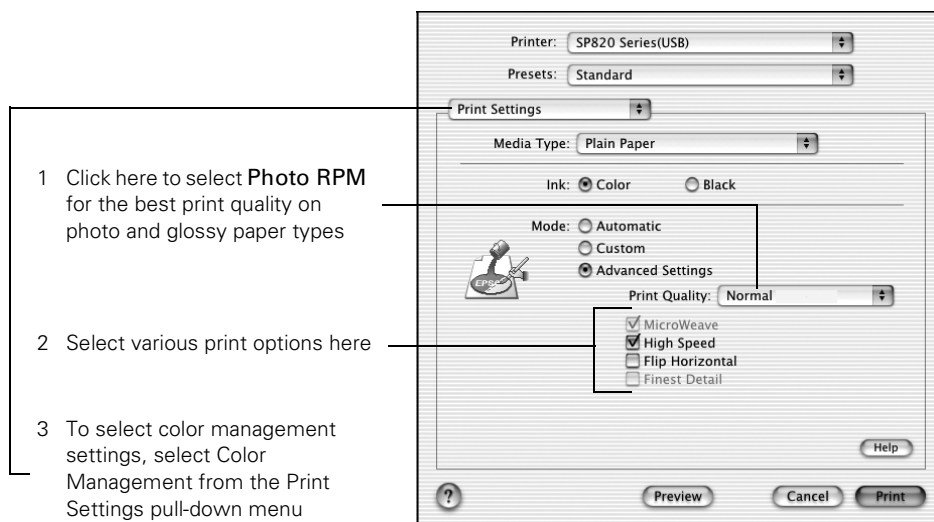 Printer: SP820 Series(USB)
Presets: Standard
Print Settings
Media Type: Plain Paper
Ink: Color Black
Mode: Automatic
Custom
Advanced Settings
EPSO
Print Quality: Normal
MicroWeave
High Speed
Flip Horizontal
Finest Detail
Help
?
Preview Cancel Print
1 Click here to select Photo RPM
for the best print quality on
photo and glossy paper types
2 Select various print options here
3 To select color management
settings, select Color
Management from the Print
Settings pull-down menu